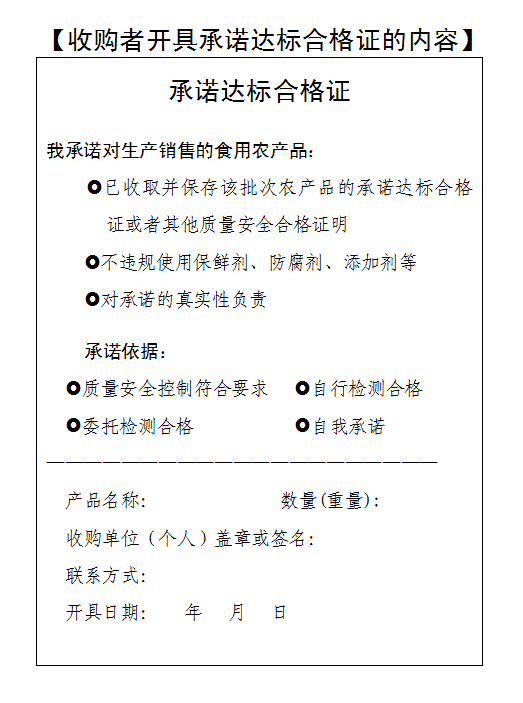 【收购者开具承诺达标合格证的内容】
承诺达标合格证
我承诺对生产销售的食用农产品：
已收取并保存该批次农产品的承诺达标合格
证或者其他质量安全合格证明
不违规使用保鲜剂、防腐剂、添加剂等
对承诺的真实性负责
承诺依据：
质量安全控制符合要求 自行检测合格
委托检测合格 自我承诺
产品名称: 数量(重量):
收购单位（个人）盖章或签名:
联系方式:
开具日期: 年 月 日